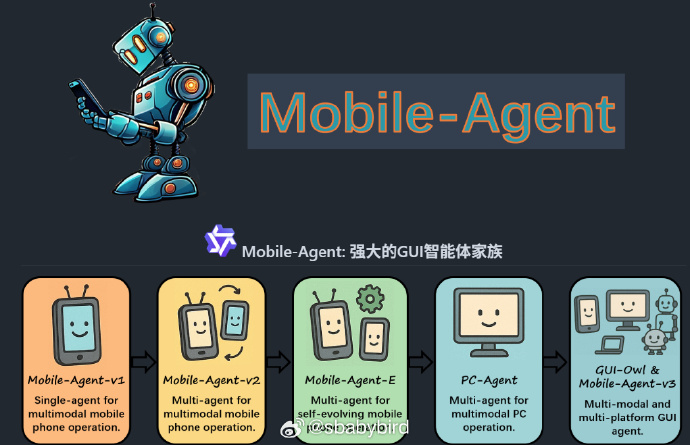 Mobile-Agent
Mobile-Agent: 强大的GUI智能体家族
Mobile-Agent-v1
Single-agent for
multimodal mobile
phone operation.
Mobile-Agent-v2
Multi-agent for
multimodal mobile
phone operation.
Mobile-Agent-E
Multi-agent for
self-evolving mobile
PC-Agent
Multi-agent for
multimodal PC
operation.
GUI-Owl &
Mobile-Agent-v3
Multi-modal and
multi-platform GUI
agent.
@sbabybird